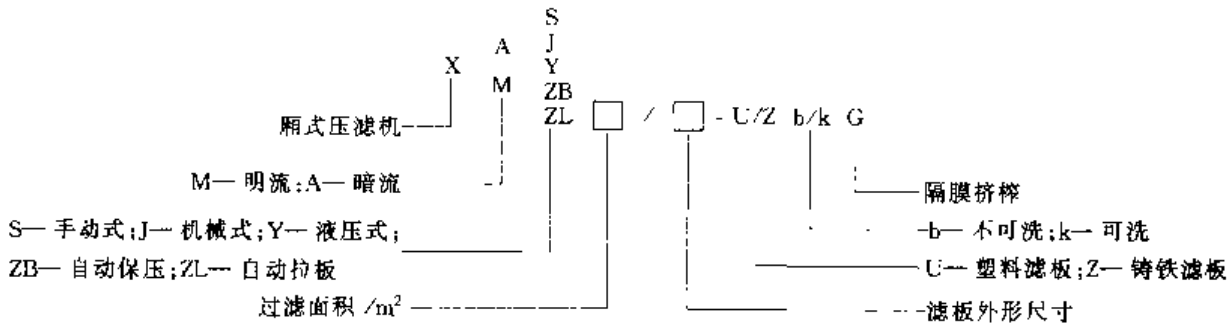 S
A J
X Y
M ZB
ZL □ / □ - U/Z b/k G
厢式压滤机
M— 明流;A— 暗流
隔膜挤榨
S— 手动式;J— 机械式;Y— 液压式;
b— 不可洗;k— 可洗
ZB— 自动保压;ZL— 自动拉板
U— 塑料滤板;Z— 铸铁滤板
过滤面积 /m²
滤板外形尺寸